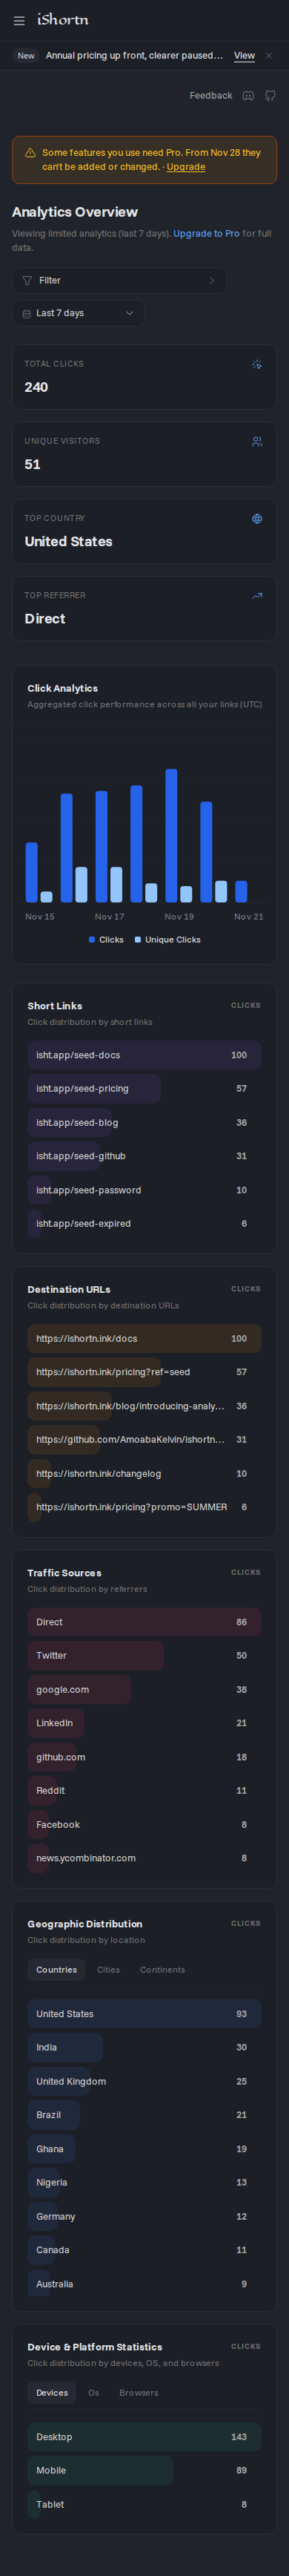 iShortn
New Annual pricing up front, clearer paused... View
Feedback
Some features you use need Pro. From Nov 28 they
can't be added or changed. · Upgrade
Analytics Overview
Viewing limited analytics (last 7 days). Upgrade to Pro for full
data.
Filter
Last 7 days
TOTAL CLICKS
240
UNIQUE VISITORS
51
TOP COUNTRY
United States
TOP REFERRER
Direct
Click Analytics
Aggregated click performance across all your links (UTC)
Nov 15 Nov 17 Nov 19 Nov 21
Clicks Unique Clicks
Short Links CLICKS
Click distribution by short links
isht.app/seed-docs 100
isht.app/seed-pricing 57
isht.app/seed-blog 36
isht.app/seed-github 31
isht.app/seed-password 10
isht.app/seed-expired 6
Destination URLs CLICKS
Click distribution by destination URLs
https://ishortn.ink/docs 100
https://ishortn.ink/pricing?ref=seed 57
https://ishortn.ink/blog/introducing-analy... 36
https://github.com/AmoabaKelvin/ishortn... 31
https://ishortn.ink/changelog 10
https://ishortn.ink/pricing?promo=SUMMER 6
Traffic Sources CLICKS
Click distribution by referrers
Direct 86
Twitter 50
google.com 38
LinkedIn 21
github.com 18
Reddit 11
Facebook 8
news.ycombinator.com 8
Geographic Distribution CLICKS
Click distribution by location
Countries Cities Continents
United States 93
India 30
United Kingdom 25
Brazil 21
Ghana 19
Nigeria 13
Germany 12
Canada 11
Australia 9
Device & Platform Statistics CLICKS
Click distribution by devices, OS, and browsers
Devices Os Browsers
Desktop 143
Mobile 89
Tablet 8